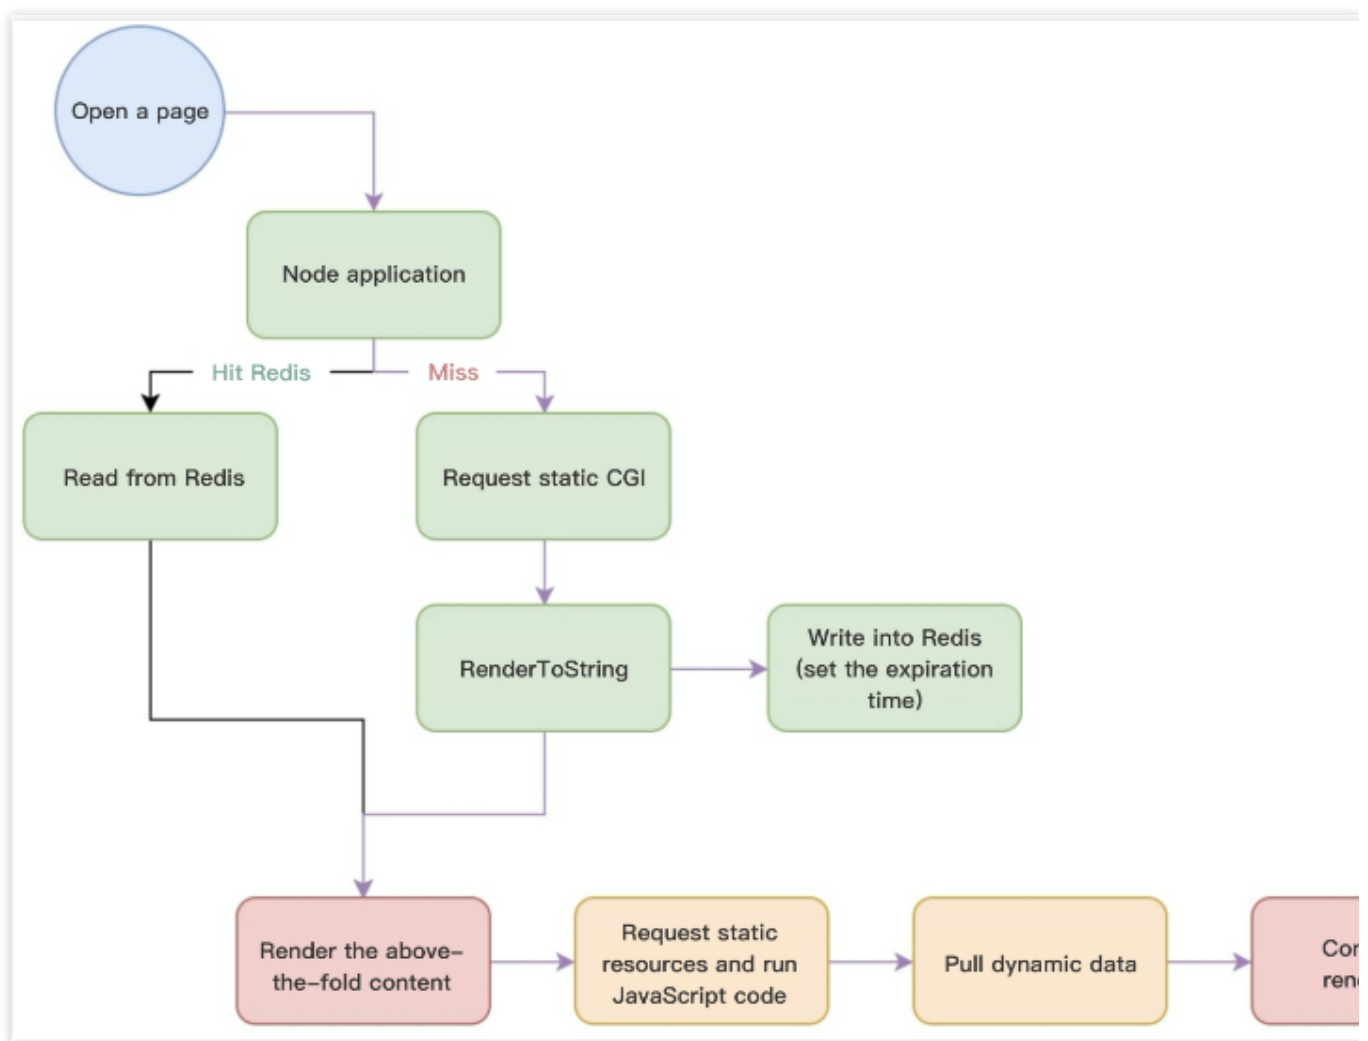 Open a page
Node application
Hit Redis
Miss
Read from Redis
Request static CGI
RenderToString
Write into Redis
(set the expiration
time)
Render the above-
the-fold content
Request static
resources and run
JavaScript code
Pull dynamic data